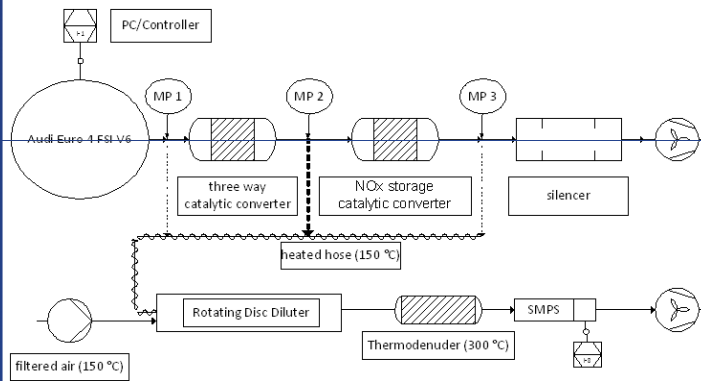 PC/Controller
MP 1
MP 2
MP 3
Audi Euro 4 FSI V6
three way
catalytic converter
NOx storage
catalytic converter
silencer
heated hose (150 °C)
Rotating Disc Diluter
SMPS
Thermodenuder (300 °C)
filtered air (150 °C)